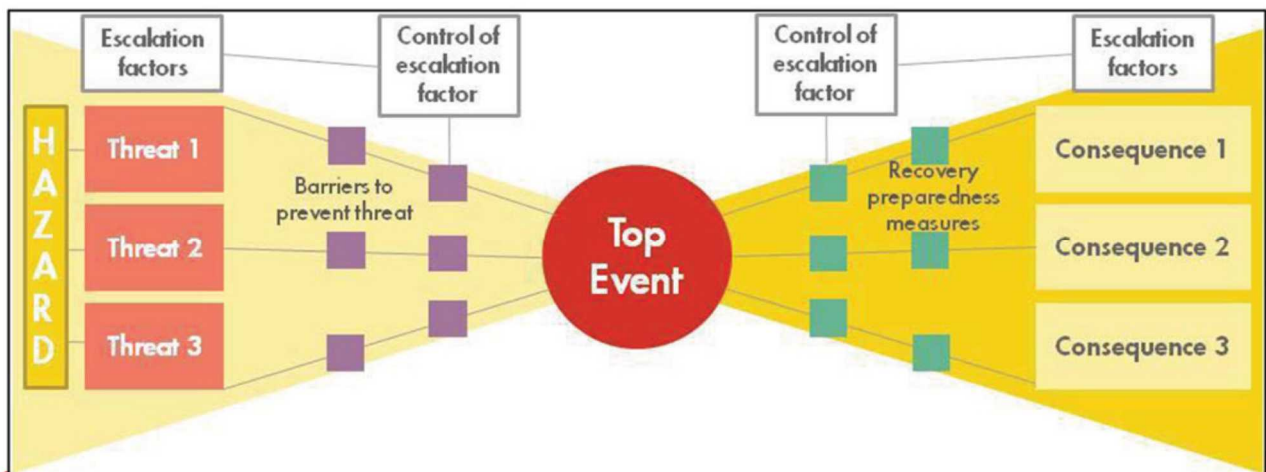 Escalation
factors
Control of
escalation
factor
Control of
escalation
factor
Escalation
factors
HAZARD
Threat 1
Threat 2
Threat 3
Barriers to
prevent threat
Top
Event
Recovery
preparedness
measures
Consequence 1
Consequence 2
Consequence 3